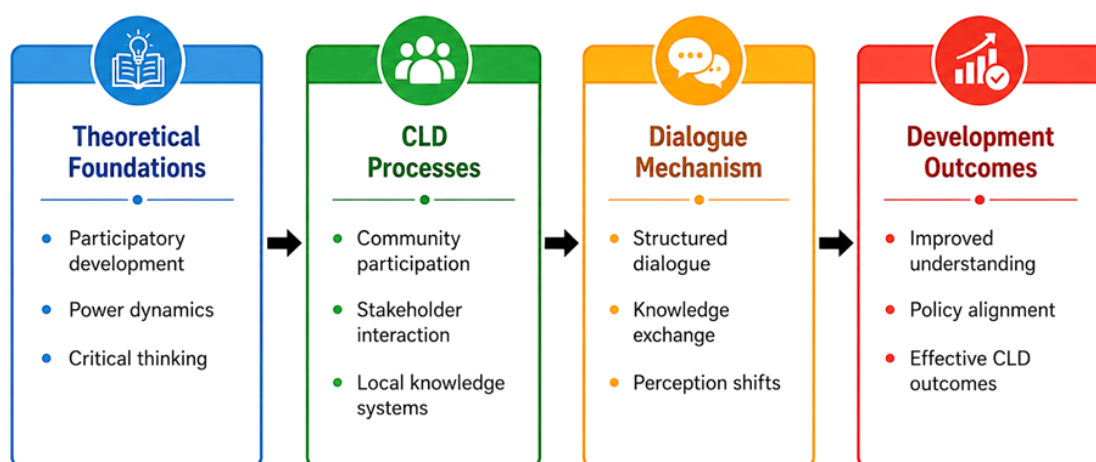 Theoretical
Foundations
Participatory
development
Power dynamics
Critical thinking
CLD
Processes
Community
participation
Stakeholder
interaction
Local knowledge
systems
Dialogue
Mechanism
Structured
dialogue
Knowledge
exchange
Perception shifts
Development
Outcomes
Improved
understanding
Policy alignment
Effective CLD
outcomes